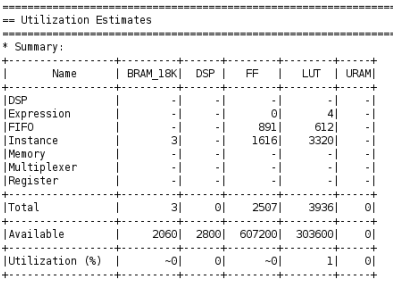 ================================================================
== Utilization Estimates
================================================================
* Summary:
+-----------------+---------+------+--------+--------+-----+
|       Name      | BRAM_18K|  DSP |   FF   |   LUT  | URAM|
+-----------------+---------+------+--------+--------+-----+
|DSP              |        -|     -|       -|       -|    -|
|Expression       |        -|     -|       0|       4|    -|
|FIFO             |        -|     -|     891|     612|    -|
|Instance         |        3|     -|    1616|    3320|    -|
|Memory           |        -|     -|       -|       -|    -|
|Multiplexer      |        -|     -|       -|       -|    -|
|Register         |        -|     -|       -|       -|    -|
+-----------------+---------+------+--------+--------+-----+
|Total            |        3|     0|    2507|    3936|    0|
+-----------------+---------+------+--------+--------+-----+
|Available        |     2060|  2800|  607200|  303600|    0|
+-----------------+---------+------+--------+--------+-----+
|Utilization (%)  |       ~0|     0|      ~0|       1|    0|
+-----------------+---------+------+--------+--------+-----+